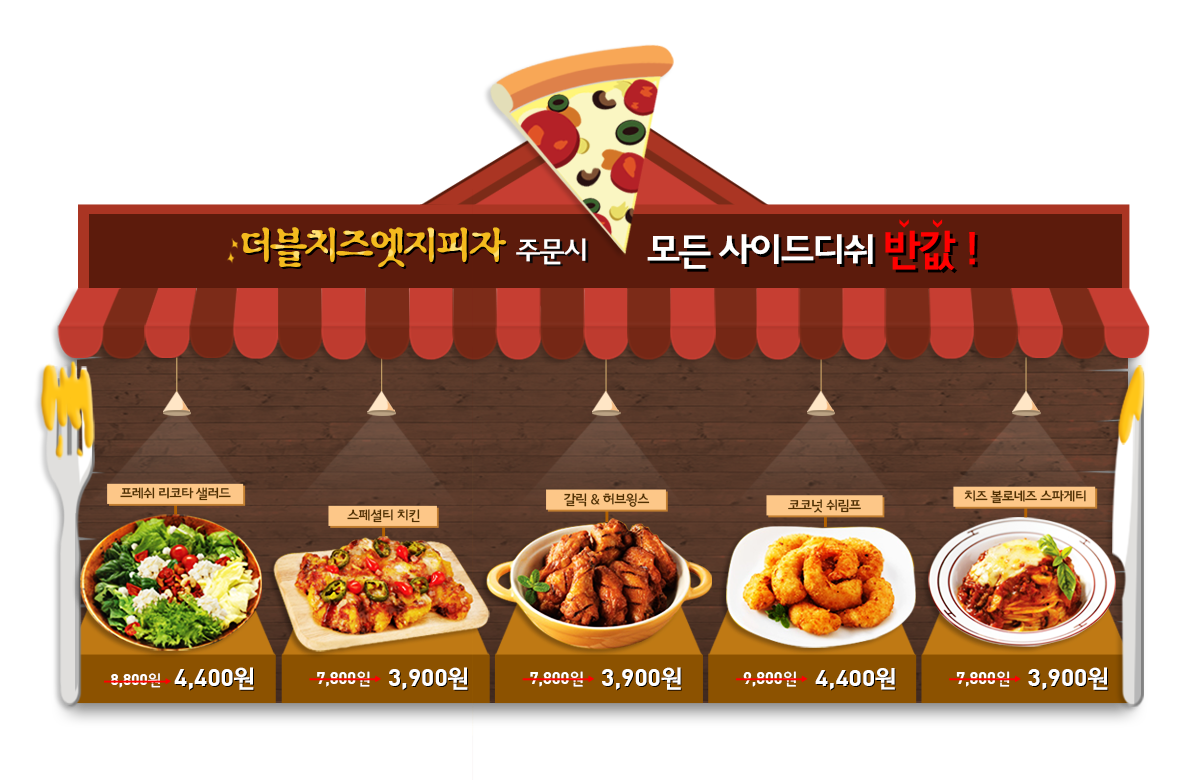 더블치즈엣지피자 주문시 모든 사이드디쉬 반값 !
프레쉬 리코타 샐러드
스페셜티 치킨
갈릭 & 허브윙스
코코넛 쉬림프
치즈 볼로네즈 스파게티
8,800원 4,400원
7,800원 3,900원
7,800원 3,900원
9,800원 4,400원
7,800원 3,900원